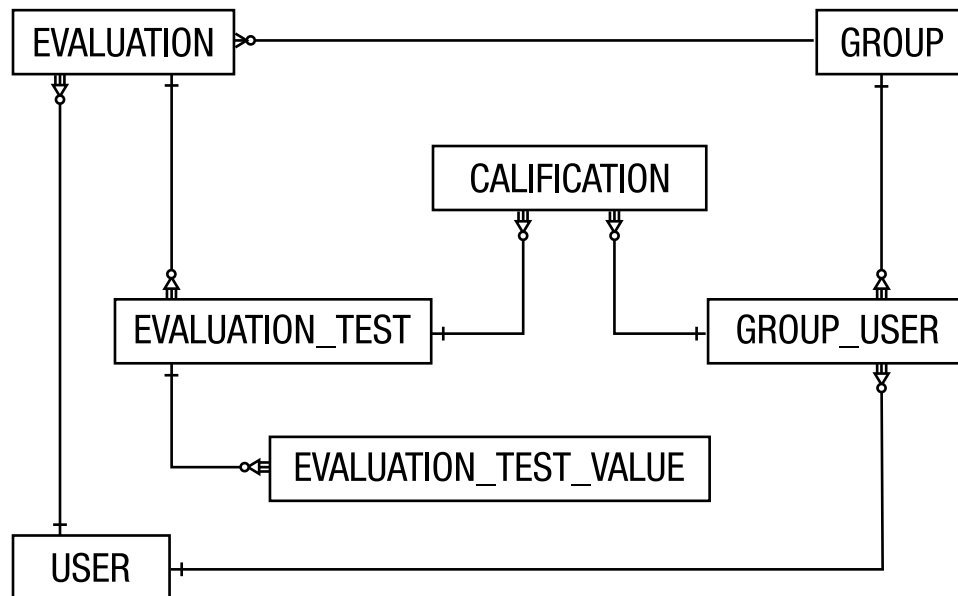 EVALUATION
GROUP
CALIFICATION
EVALUATION_TEST
GROUP_USER
EVALUATION_TEST_VALUE
USER